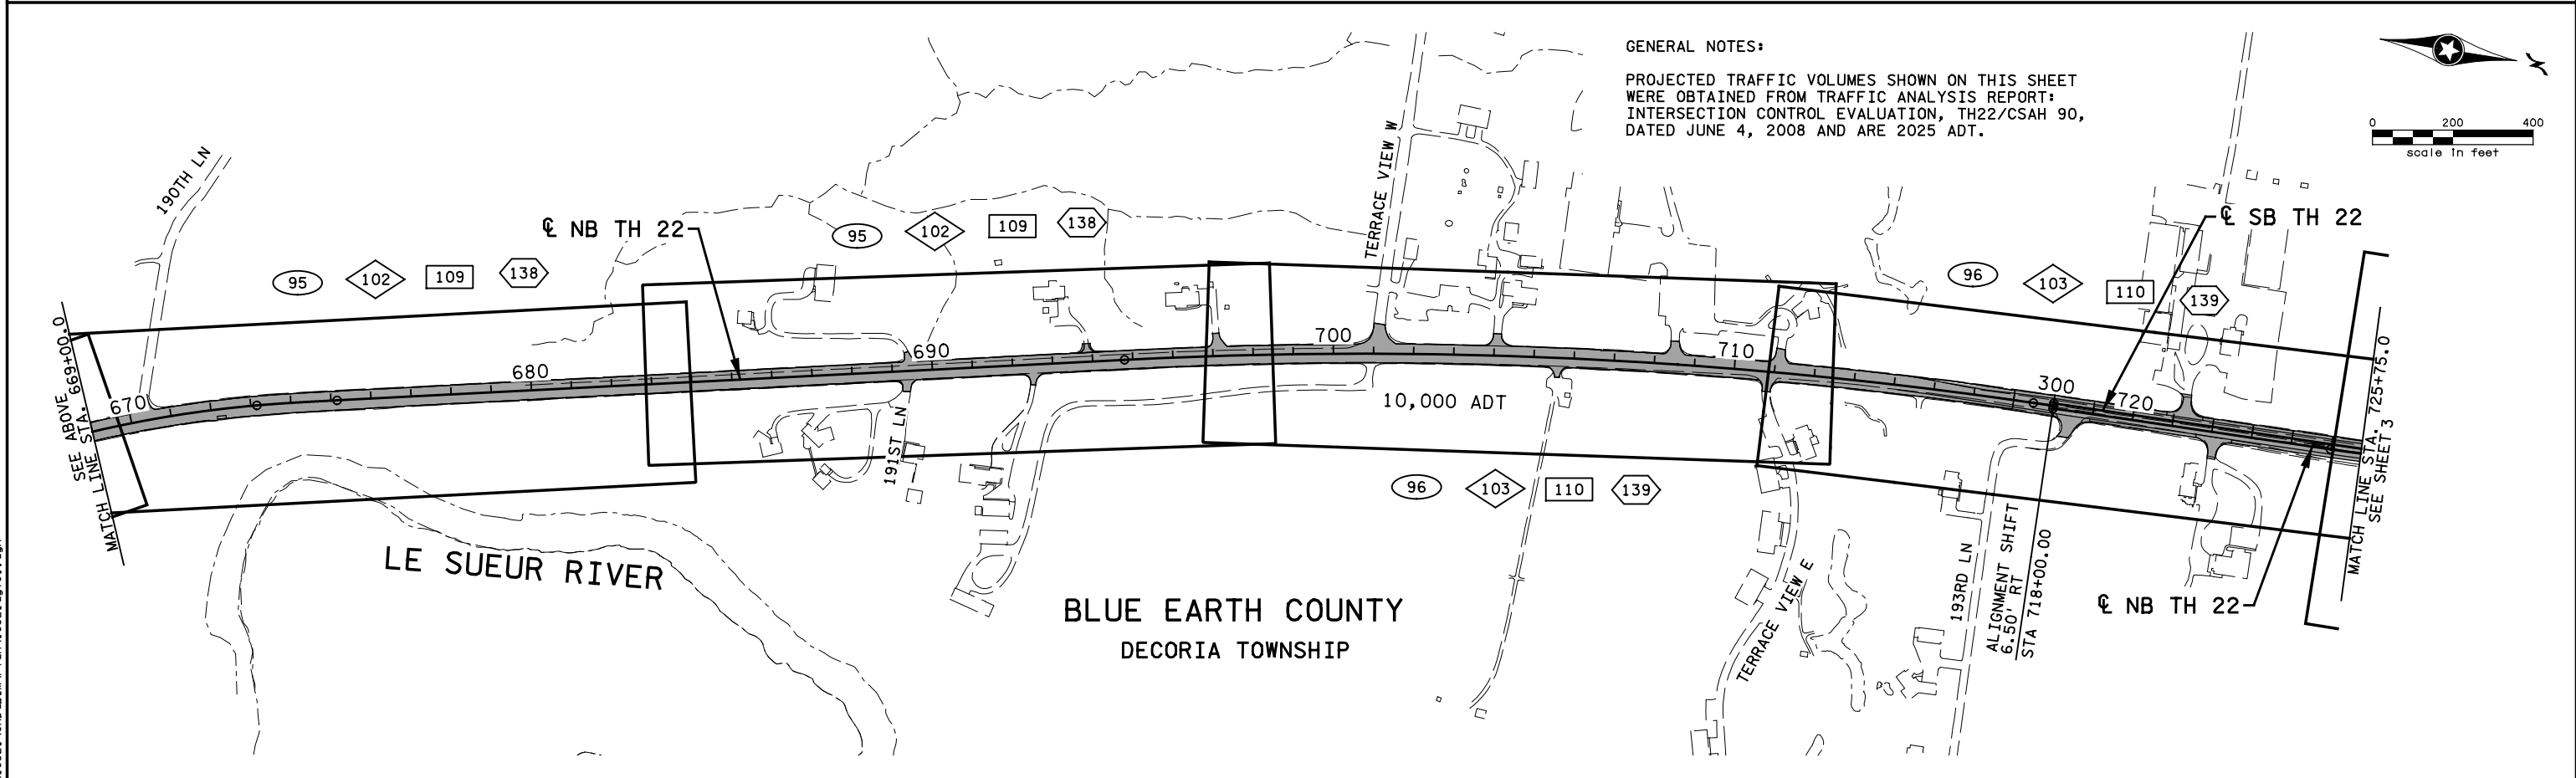 GENERAL NOTES:
PROJECTED TRAFFIC VOLUMES SHOWN ON THIS SHEET
WERE OBTAINED FROM TRAFFIC ANALYSIS REPORT:
INTERSECTION CONTROL EVALUATION, TH22/CSAH 90,
DATED JUNE 4, 2008 AND ARE 2025 ADT.
0 200 400
scale in feet
190TH LN
℄ NB TH 22
95 102 109 138
95 102 109 138
TERRACE VIEW W
℄ SB TH 22
96 103 110 139
SEE ABOVE
MATCH LINE STA. 669+00.0
670
680
690
700
710
300
720
10,000 ADT
191ST LN
96 103 110 139
LE SUEUR RIVER
BLUE EARTH COUNTY
DECORIA TOWNSHIP
TERRACE VIEW E
193RD LN
ALIGNMENT SHIFT
6.50' RT
STA 718+00.00
℄ NB TH 22
MATCH LINE STA. 725+75.0
SEE SHEET 3